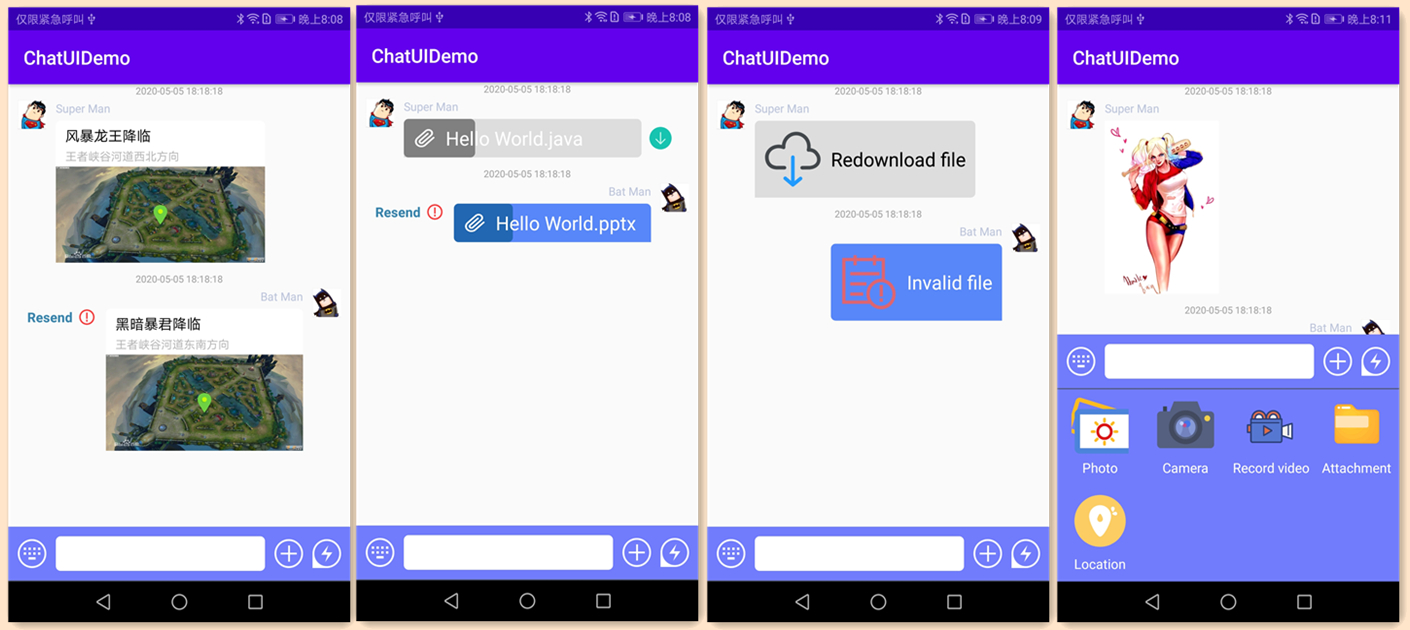 仅限紧急呼叫 晚上8:08
ChatUIDemo
2020-05-05 18:18:18
Super Man
风暴龙王降临
王者峡谷河道西北方向
2020-05-05 18:18:18
Bat Man
Resend
黑暗暴君降临
王者峡谷河道东南方向
仅限紧急呼叫 晚上8:08
ChatUIDemo
2020-05-05 18:18:18
Super Man
Hello World.java
2020-05-05 18:18:18
Bat Man
Resend
Hello World.pptx
仅限紧急呼叫 晚上8:09
ChatUIDemo
2020-05-05 18:18:18
Super Man
Redownload file
2020-05-05 18:18:18
Bat Man
Invalid file
仅限紧急呼叫 晚上8:11
ChatUIDemo
2020-05-05 18:18:18
Super Man
2020-05-05 18:18:18
Bat Man
Photo
Camera
Record video
Attachment
Location